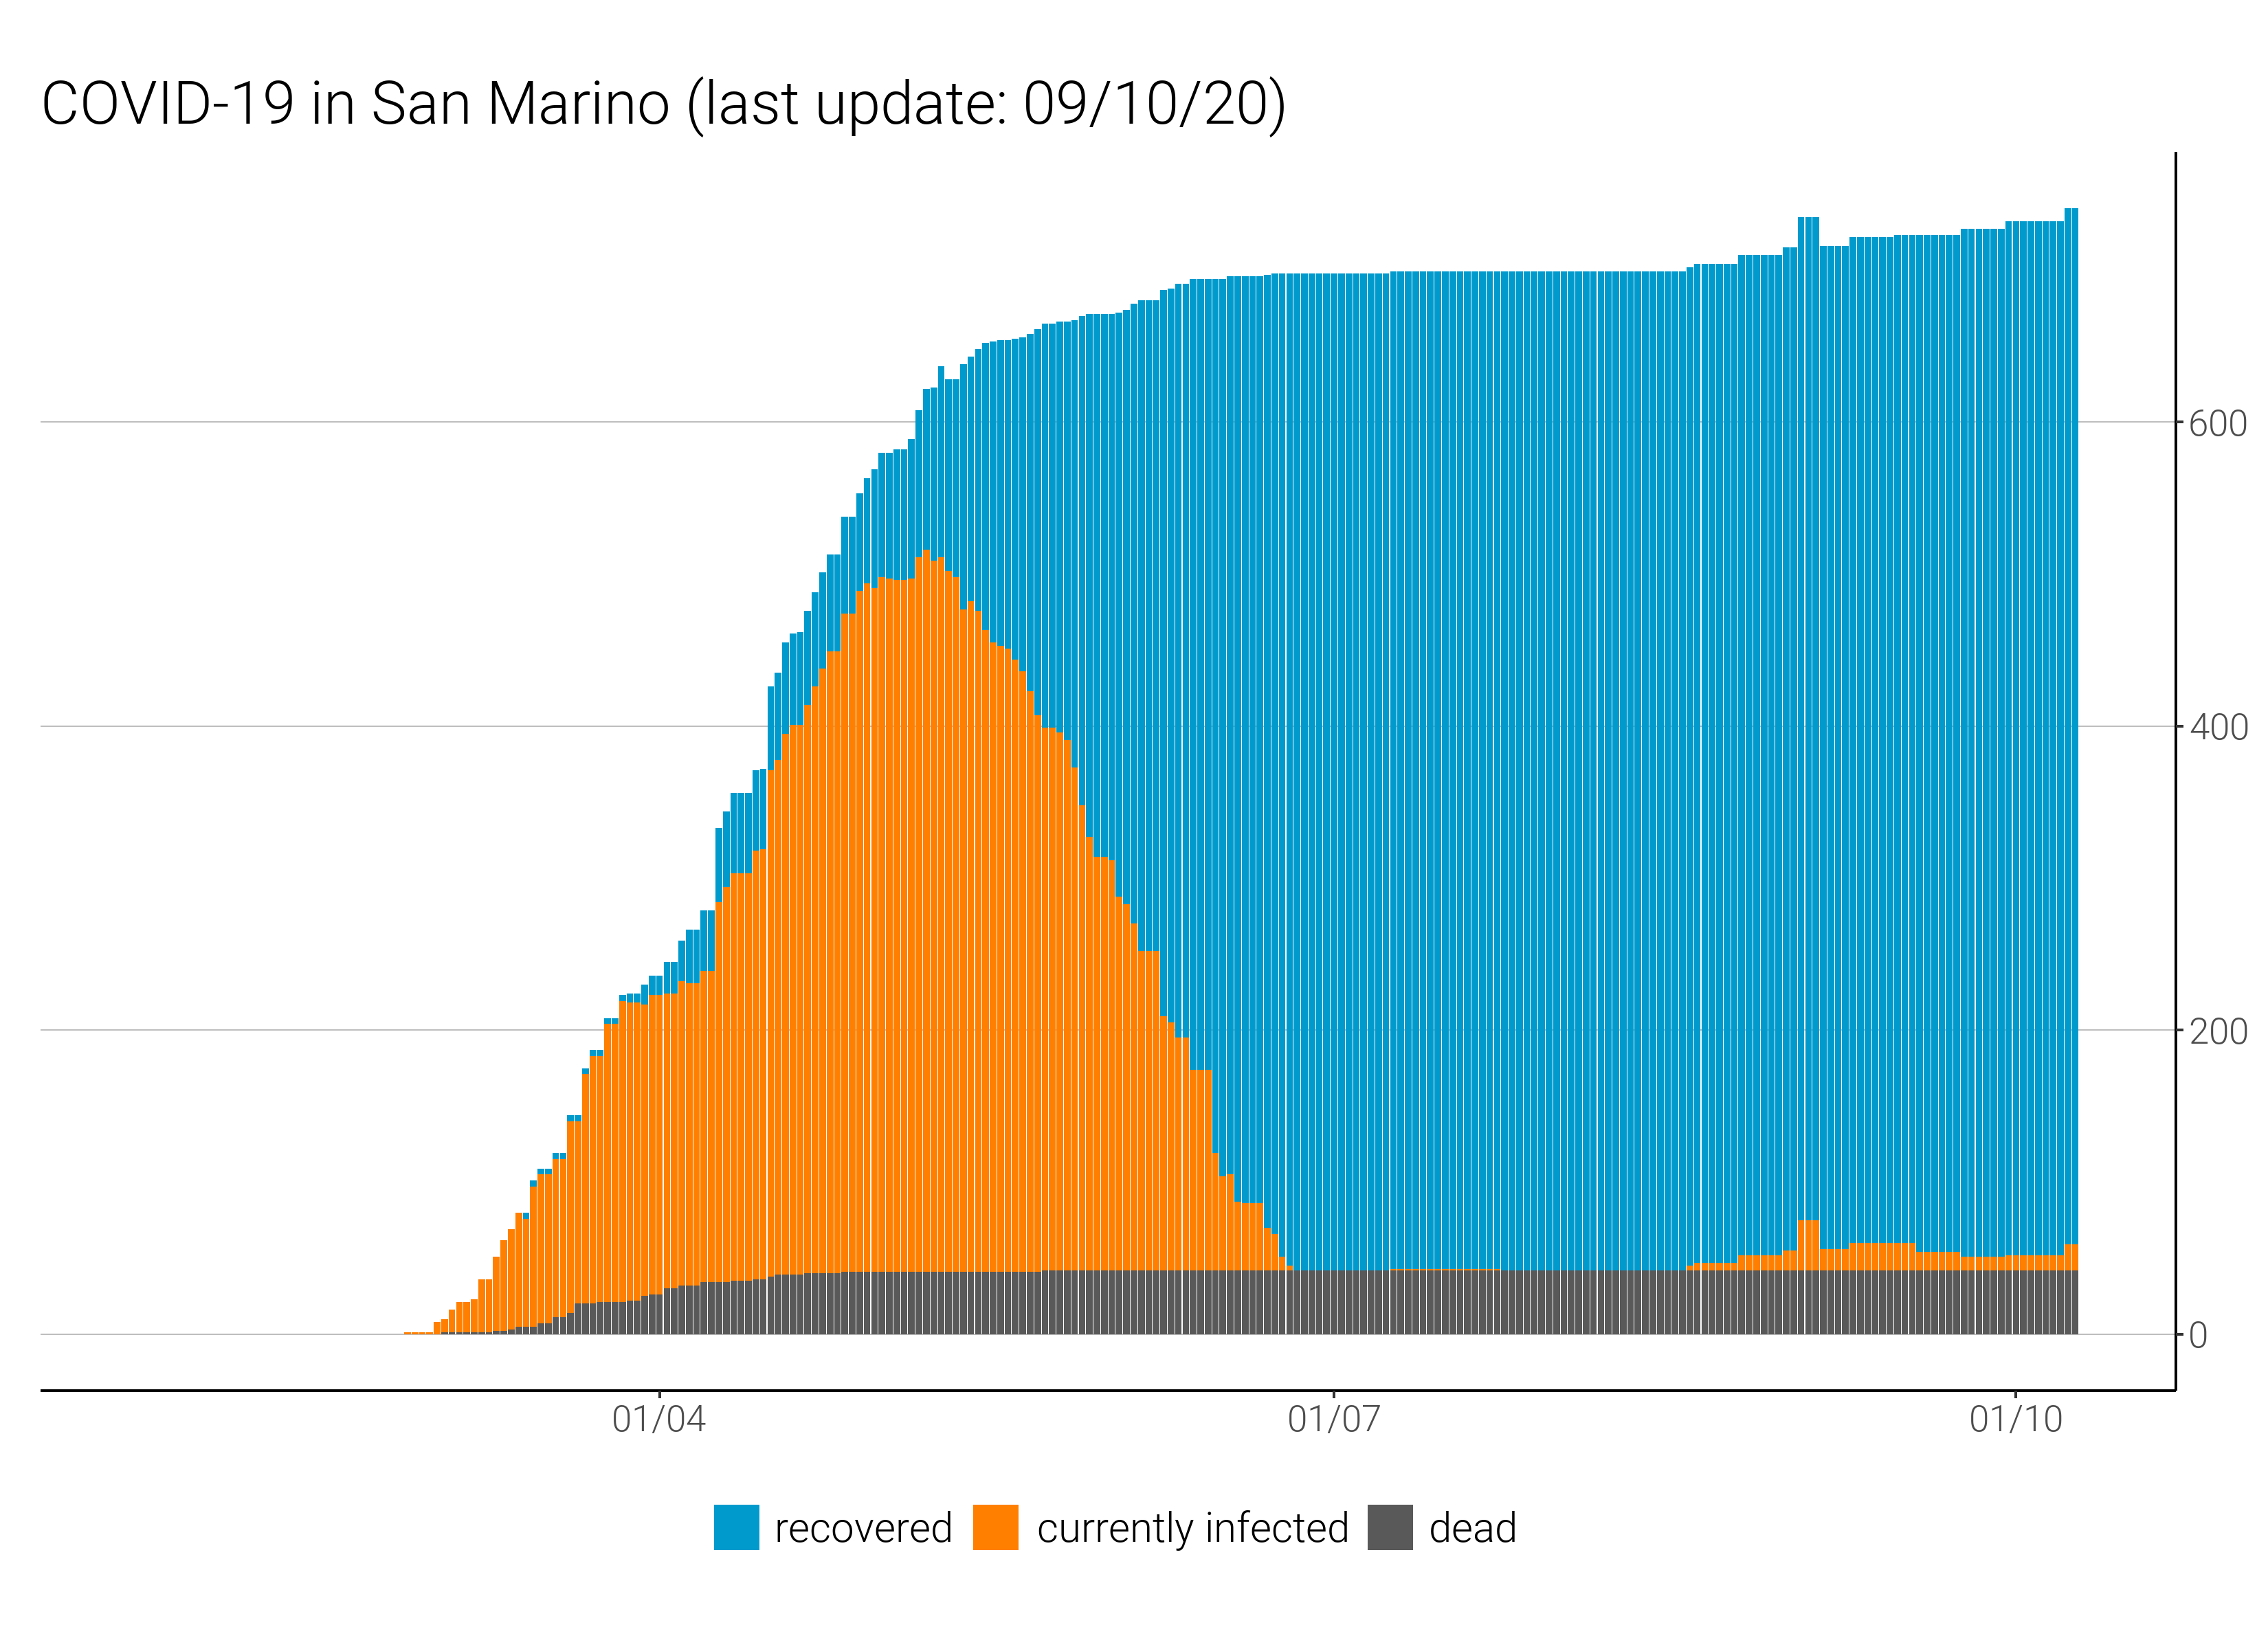 COVID-19 in San Marino (last update: 09/10/20)
600
400
200
0
01/04 01/07 01/10
recovered currently infected dead